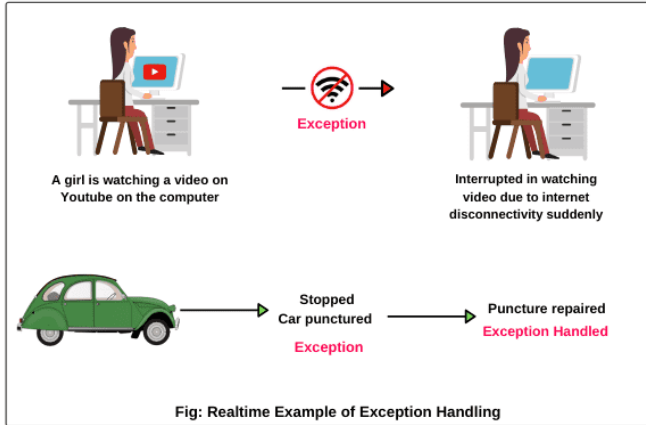 Exception
A girl is watching a video on
Youtube on the computer
Interrupted in watching
video due to internet
disconnectivity suddenly
Stopped
Car punctured
Exception
Puncture repaired
Exception Handled
Fig: Realtime Example of Exception Handling